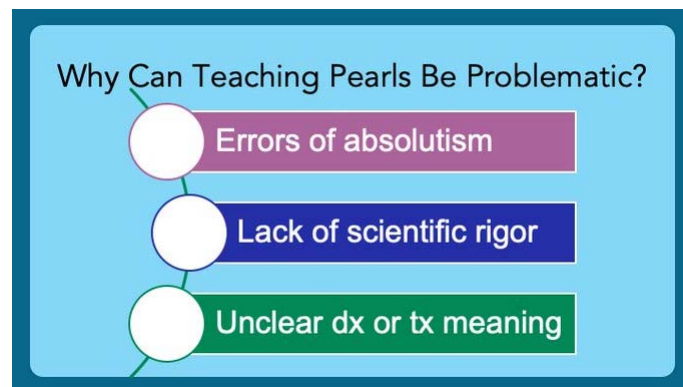 Why Can Teaching Pearls Be Problematic?
Errors of absolutism
Lack of scientific rigor
Unclear dx or tx meaning